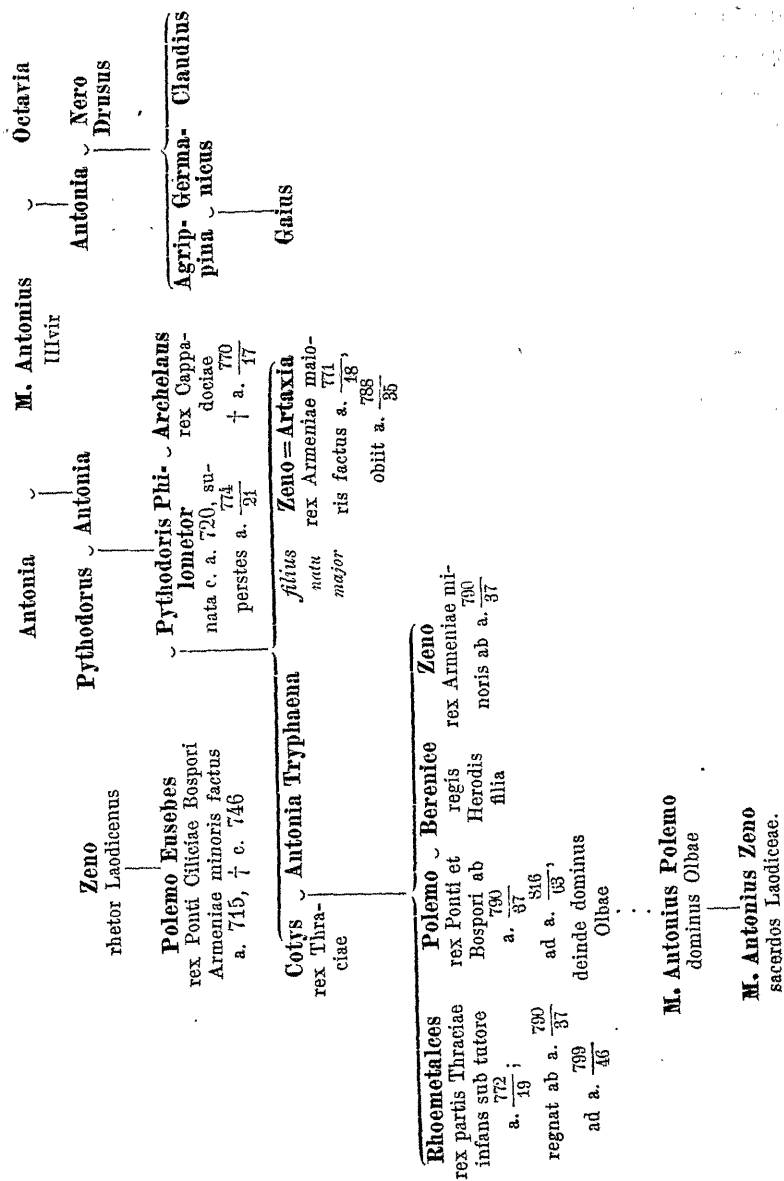 Antonia M. Antonius Octavia
IIIvir
Zeno
rhetor Laodicenus
Pythodorus Antonia
Antonia Nero
Drusus
Polemo Eusebes
rex Ponti Ciliciae Bospori
Armeniae minoris factus
a. 715, † c. 746
Pythodoris Phi-
lometor
nata c. a. 720, su-
perstes a. 774/21
Archelaus
rex Cappa-
dociae
† a. 770/17
Agrip-
pina
Germa-
nicus
Claudius
Gaius
Cotys
rex Thra-
ciae
Antonia Tryphaena
filius
natu
major
Zeno=Artaxia
rex Armeniae maio-
ris factus a. 771/18,
obiit a. 788/35
Rhoemetalces
rex partis Thraciae
infans sub tutore
a. 772/19;
regnat ab a. 790/37
ad a. 799/46
Polemo
rex Ponti et
Bospori ab
a. 790/37
ad a. 816/63,
deinde dominus
Olbae
Berenice
regis
Herodis
filia
Zeno
rex Armeniae mi-
noris ab a. 790/37
M. Antonius Polemo
dominus Olbae
M. Antonius Zeno
sacerdos Laodiceae.